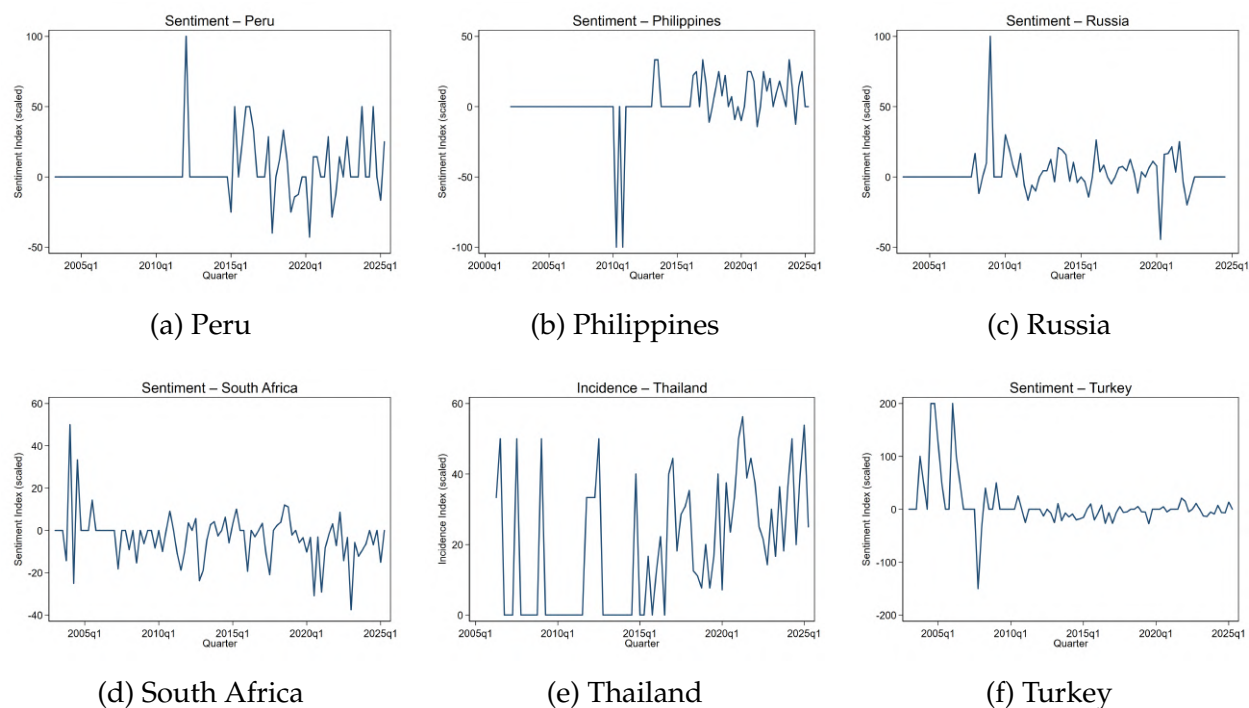 Sentiment – Peru
Sentiment Index (scaled)
100
50
0
-50
2005q1 2010q1 2015q1 2020q1 2025q1
Quarter
(a) Peru
Sentiment – Philippines
Sentiment Index (scaled)
50
0
-50
-100
2000q1 2005q1 2010q1 2015q1 2020q1 2025q1
Quarter
(b) Philippines
Sentiment – Russia
Sentiment Index (scaled)
100
50
0
-50
2005q1 2010q1 2015q1 2020q1 2025q1
Quarter
(c) Russia
Sentiment – South Africa
Sentiment Index (scaled)
60
40
20
0
-20
-40
2005q1 2010q1 2015q1 2020q1 2025q1
Quarter
(d) South Africa
Incidence – Thailand
Incidence Index (scaled)
60
40
20
0
2005q1 2010q1 2015q1 2020q1 2025q1
Quarter
(e) Thailand
Sentiment – Turkey
Sentiment Index (scaled)
200
100
0
-100
-200
2005q1 2010q1 2015q1 2020q1 2025q1
Quarter
(f) Turkey